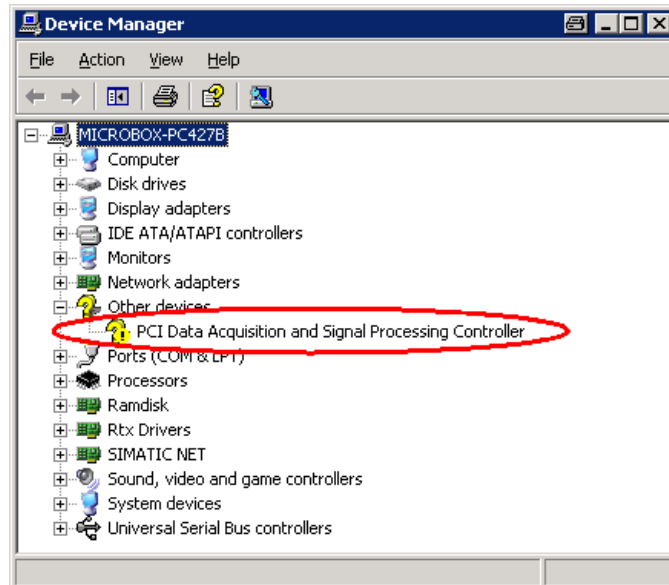 Device Manager
File Action View Help
MICROBOX-PC427B
Computer
Disk drives
Display adapters
IDE ATA/ATAPI controllers
Monitors
Network adapters
Other devices
PCI Data Acquisition and Signal Processing Controller
Ports (COM & LPT)
Processors
Ramdisk
Rtx Drivers
SIMATIC NET
Sound, video and game controllers
System devices
Universal Serial Bus controllers